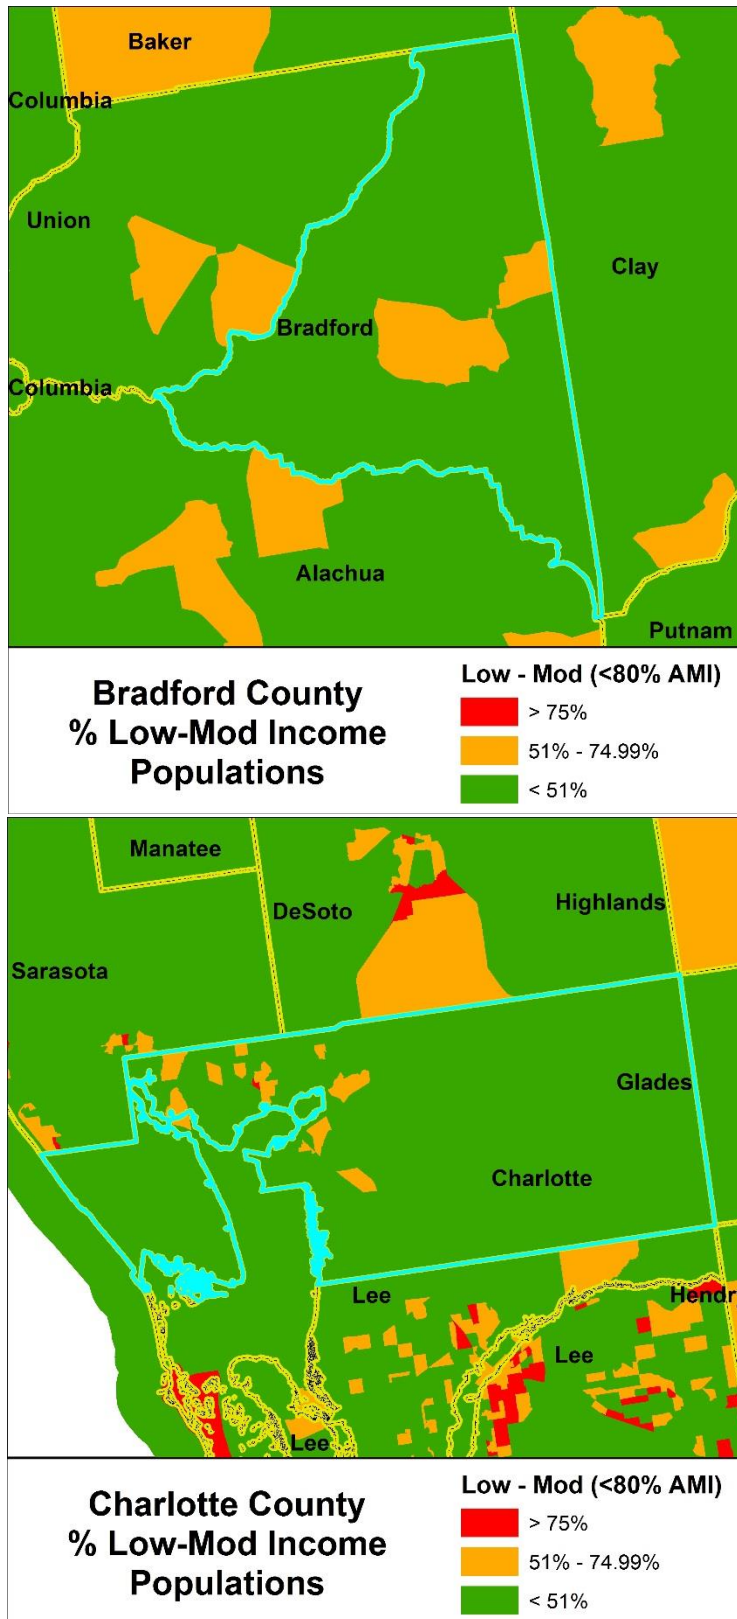 Baker
Columbia
Union
Clay
Bradford
Columbia
Alachua
Putnam
Bradford County
% Low-Mod Income
Populations
Low - Mod (<80% AMI)
> 75%
51% - 74.99%
< 51%
Manatee
DeSoto
Highlands
Sarasota
Glades
Charlotte
Lee
Hendr
Lee
Lee
Charlotte County
% Low-Mod Income
Populations
Low - Mod (<80% AMI)
> 75%
51% - 74.99%
< 51%